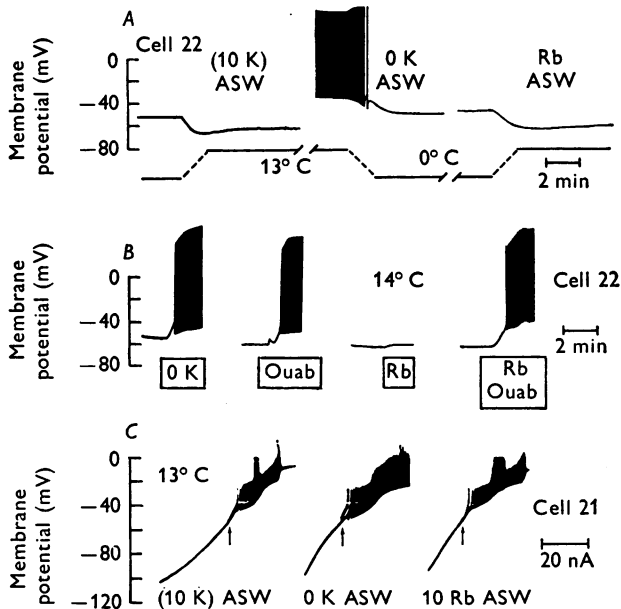 A
Cell 22
(10 K)
ASW
0 K
ASW
Rb
ASW
Membrane
potential (mV)
0
−40
−80
13° C
0° C
2 min
B
Membrane
potential (mV)
0
−40
−80
14° C
Cell 22
2 min
0 K
Ouab
Rb
Rb
Ouab
C
Membrane
potential (mV)
0
−40
−80
−120
13° C
Cell 21
20 nA
(10 K) ASW
0 K ASW
10 Rb ASW